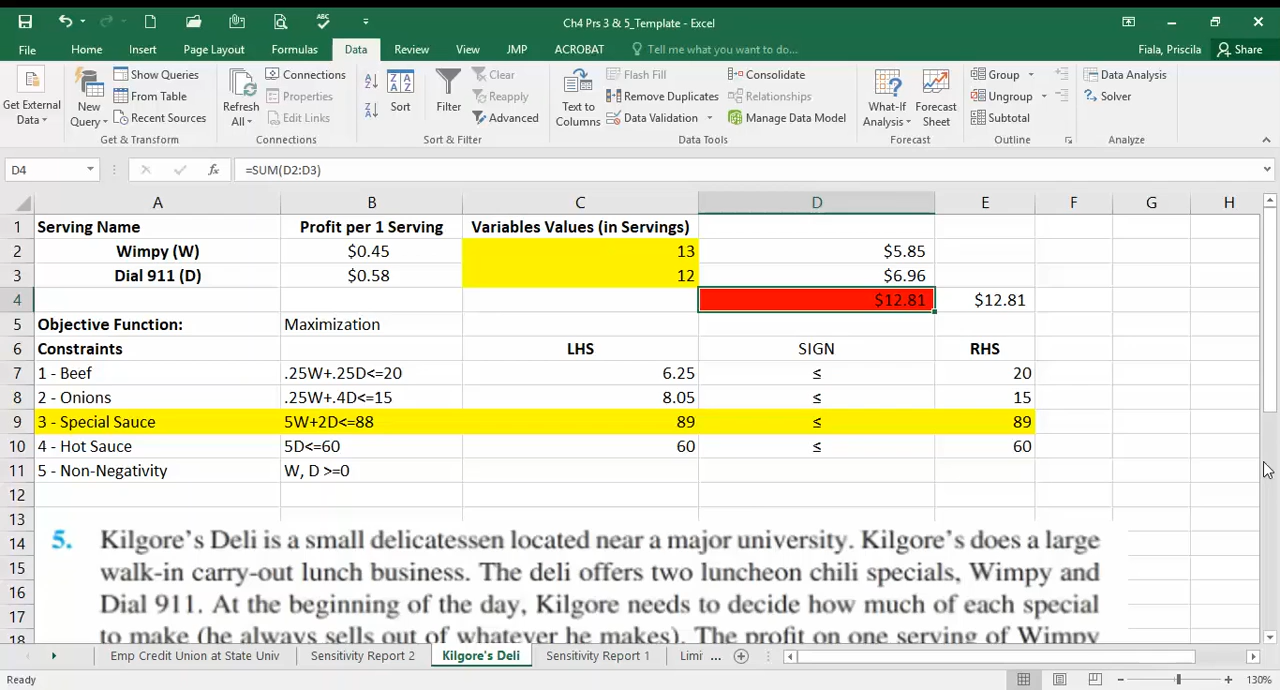 Ch4 Prs 3 & 5_Template - Excel
File Home Insert Page Layout Formulas Data Review View JMP ACROBAT Tell me what you want to do... Fiala, Priscila Share
Show Queries Connections Clear Flash Fill Consolidate Group Data Analysis
Get External Data New Query From Table Refresh All Properties Sort Filter Reapply Text to Columns Remove Duplicates Relationships What-If Analysis Forecast Sheet Ungroup Solver
Recent Sources Edit Links Advanced Data Validation Manage Data Model Subtotal
Get & Transform Connections Sort & Filter Data Tools Forecast Outline Analyze
D4 fx =SUM(D2:D3)
A B C D E F G H
1 Serving Name Profit per 1 Serving Variables Values (in Servings)
2 Wimpy (W) $0.45 13 $5.85
3 Dial 911 (D) $0.58 12 $6.96
4 $12.81 $12.81
5 Objective Function: Maximization
6 Constraints LHS SIGN RHS
7 1 - Beef .25W+.25D<=20 6.25 ≤ 20
8 2 - Onions .25W+.4D<=15 8.05 ≤ 15
9 3 - Special Sauce 5W+2D<=88 89 ≤ 89
10 4 - Hot Sauce 5D<=60 60 ≤ 60
11 5 - Non-Negativity W, D >=0
12
13
14 5. Kilgore's Deli is a small delicatessen located near a major university. Kilgore's does a large
15 walk-in carry-out lunch business. The deli offers two luncheon chili specials, Wimpy and
16
17 Dial 911. At the beginning of the day, Kilgore needs to decide how much of each special
18 to make (he always sells out of whatever he makes). The profit on one serving of Wimpy
Emp Credit Union at State Univ Sensitivity Report 2 Kilgore's Deli Sensitivity Report 1 Limi ...
Ready 130%